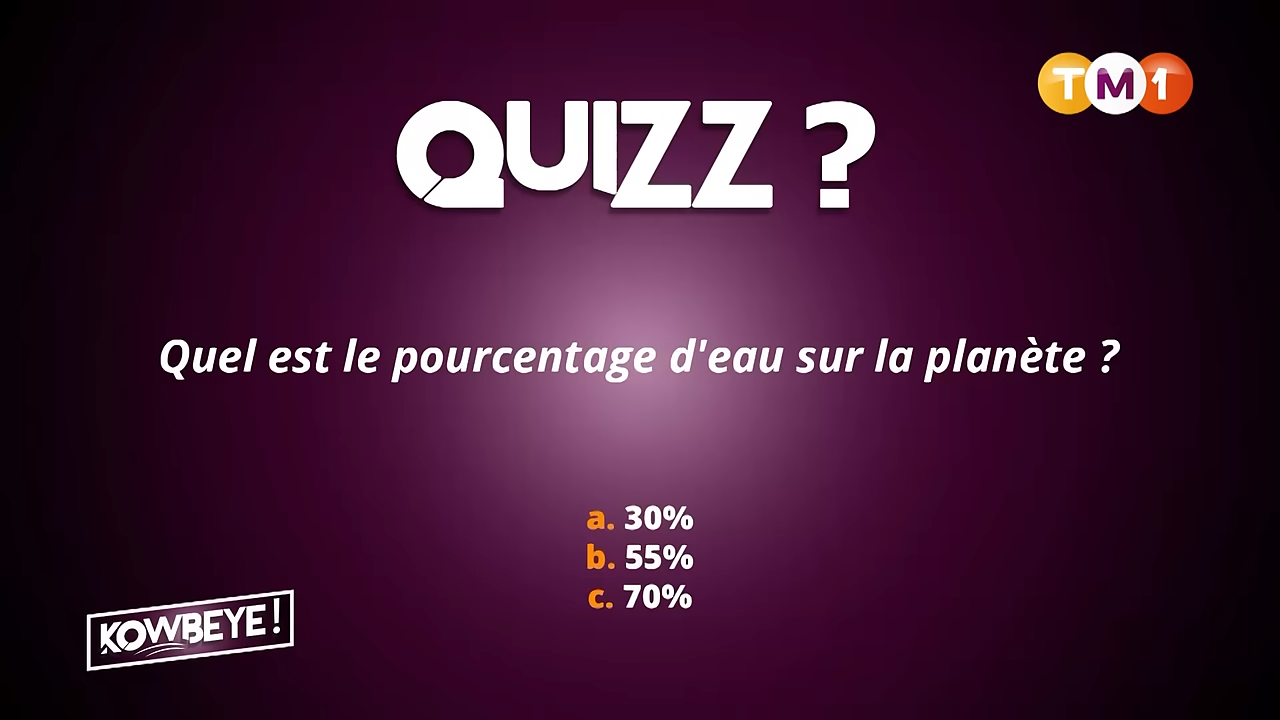 TM1
QUIZZ ?
Quel est le pourcentage d'eau sur la planète ?
a. 30%
b. 55%
c. 70%
KOWBEYE!